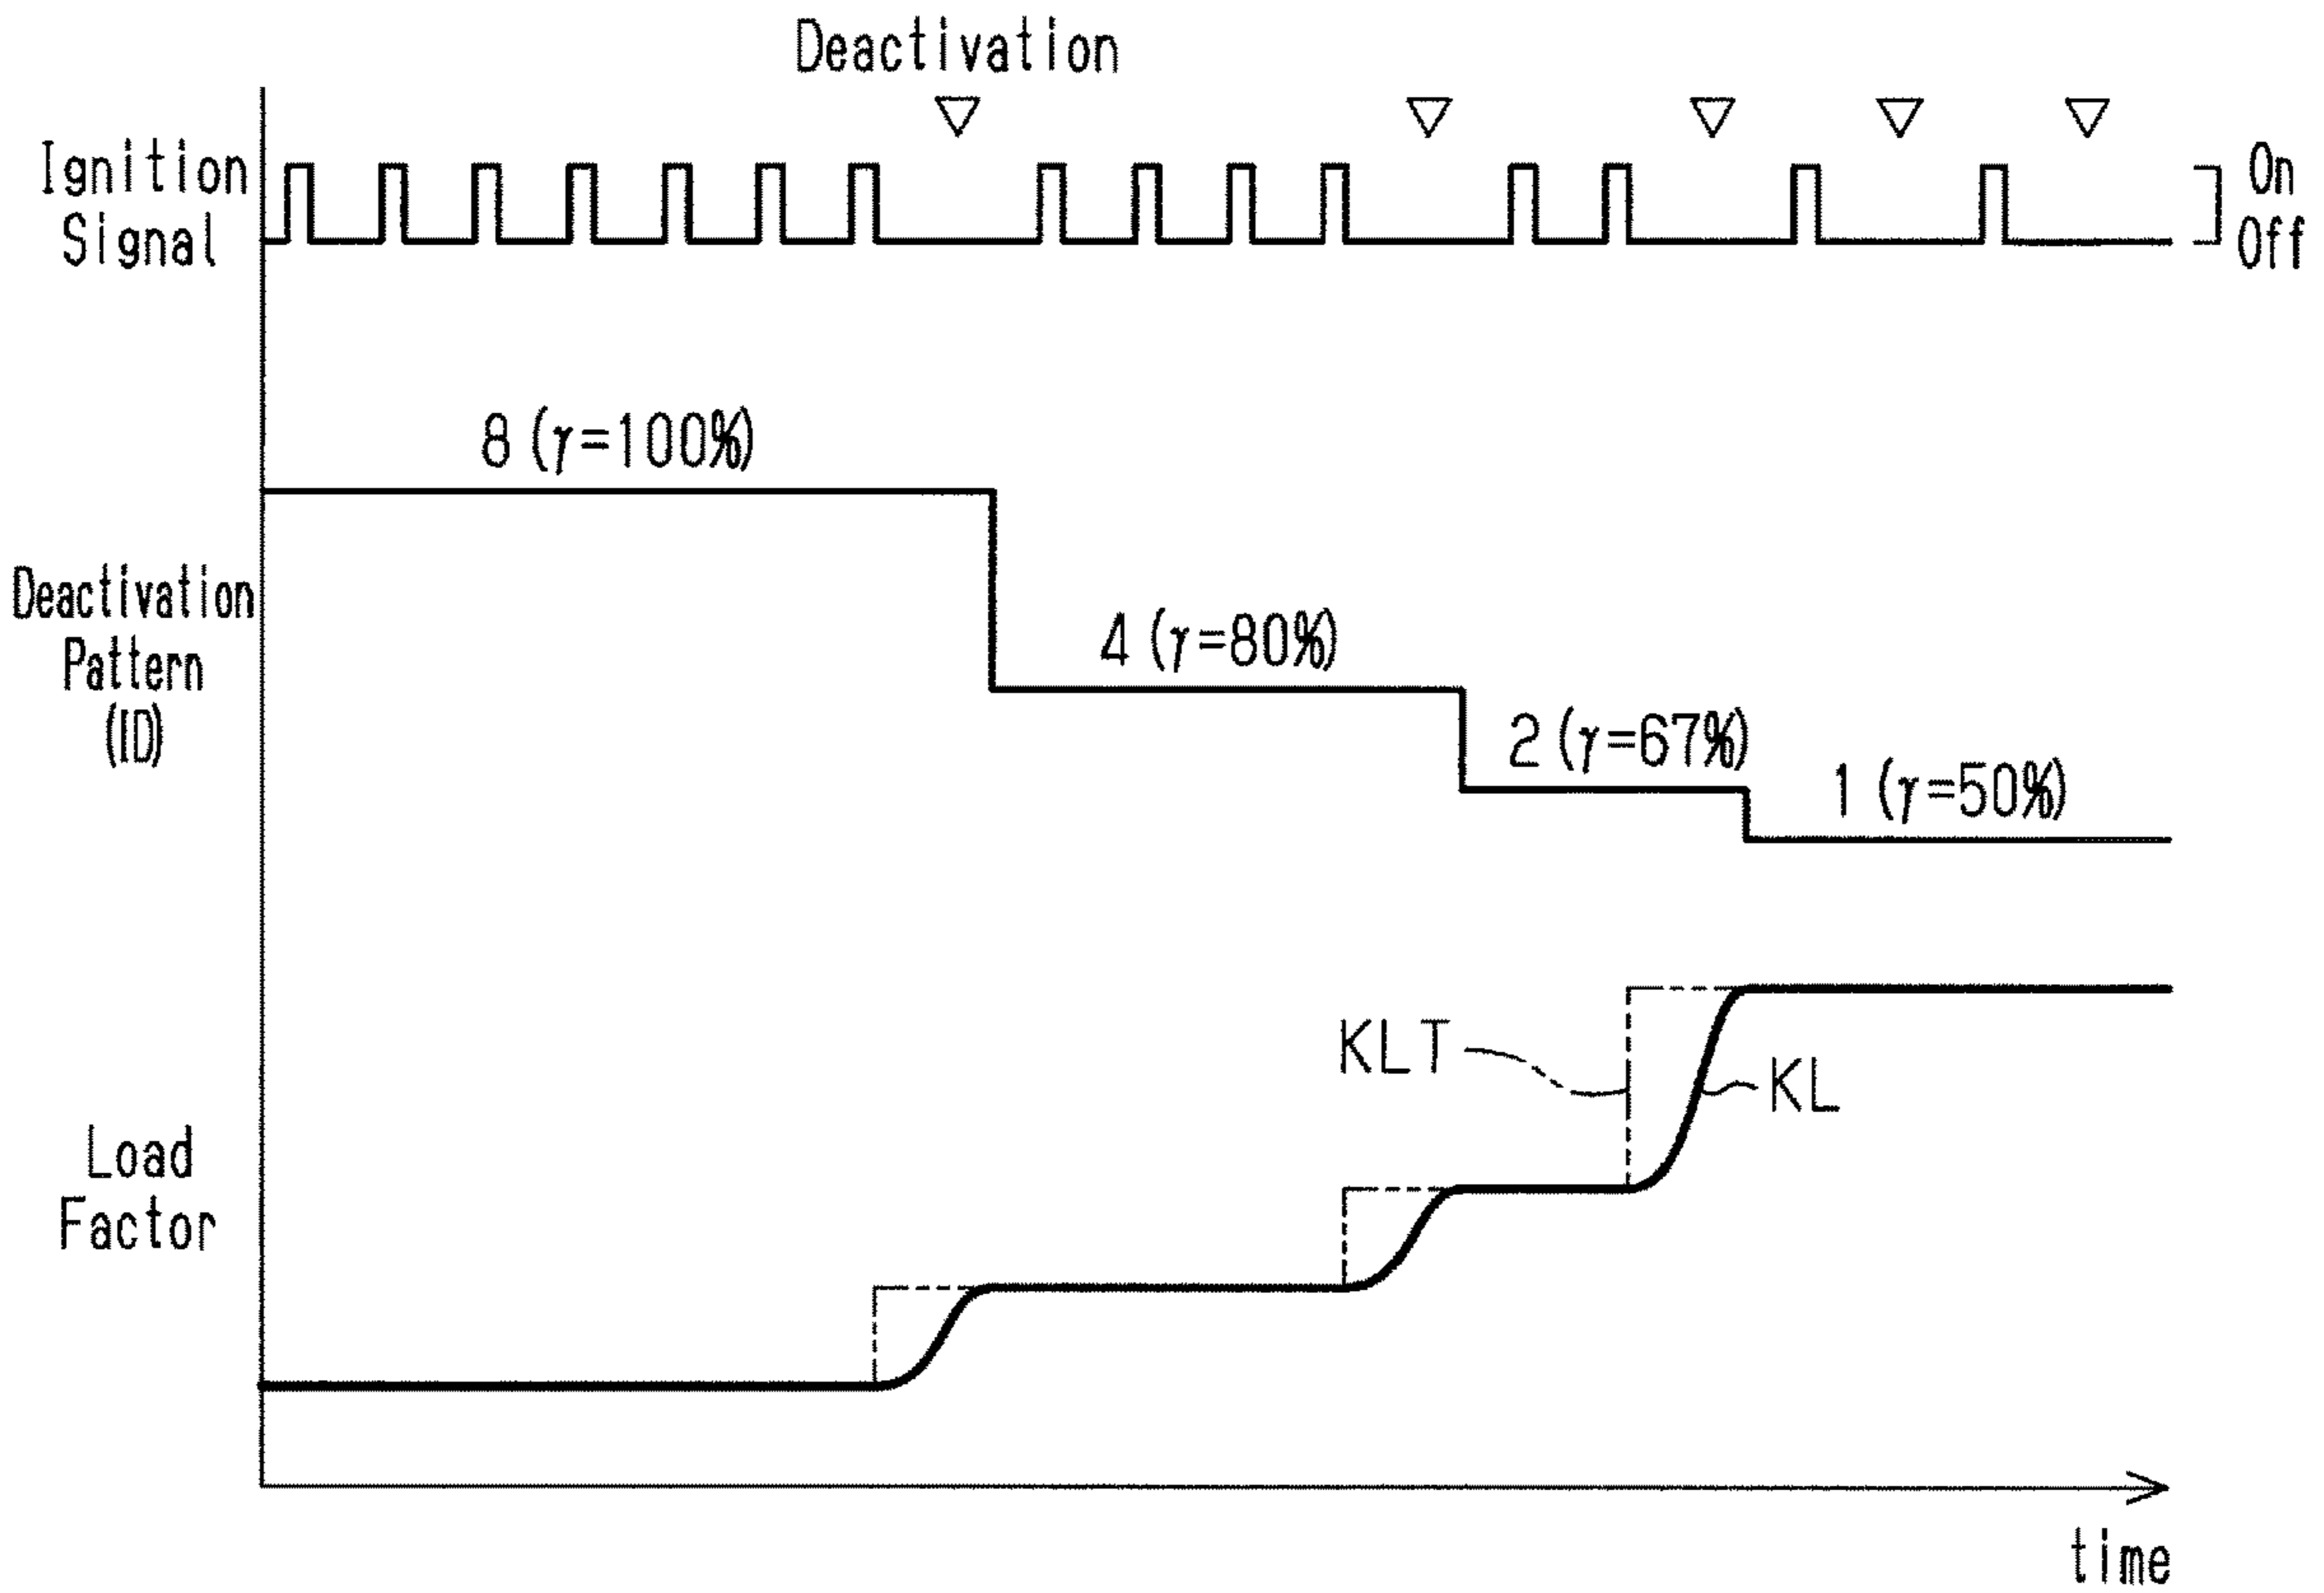 Deactivation
Ignition
Signal
On
Off
8 (γ=100%)
Deactivation
Pattern
(ID)
4 (γ=80%)
2 (γ=67%)
1 (γ=50%)
KLT
KL
Load
Factor
time